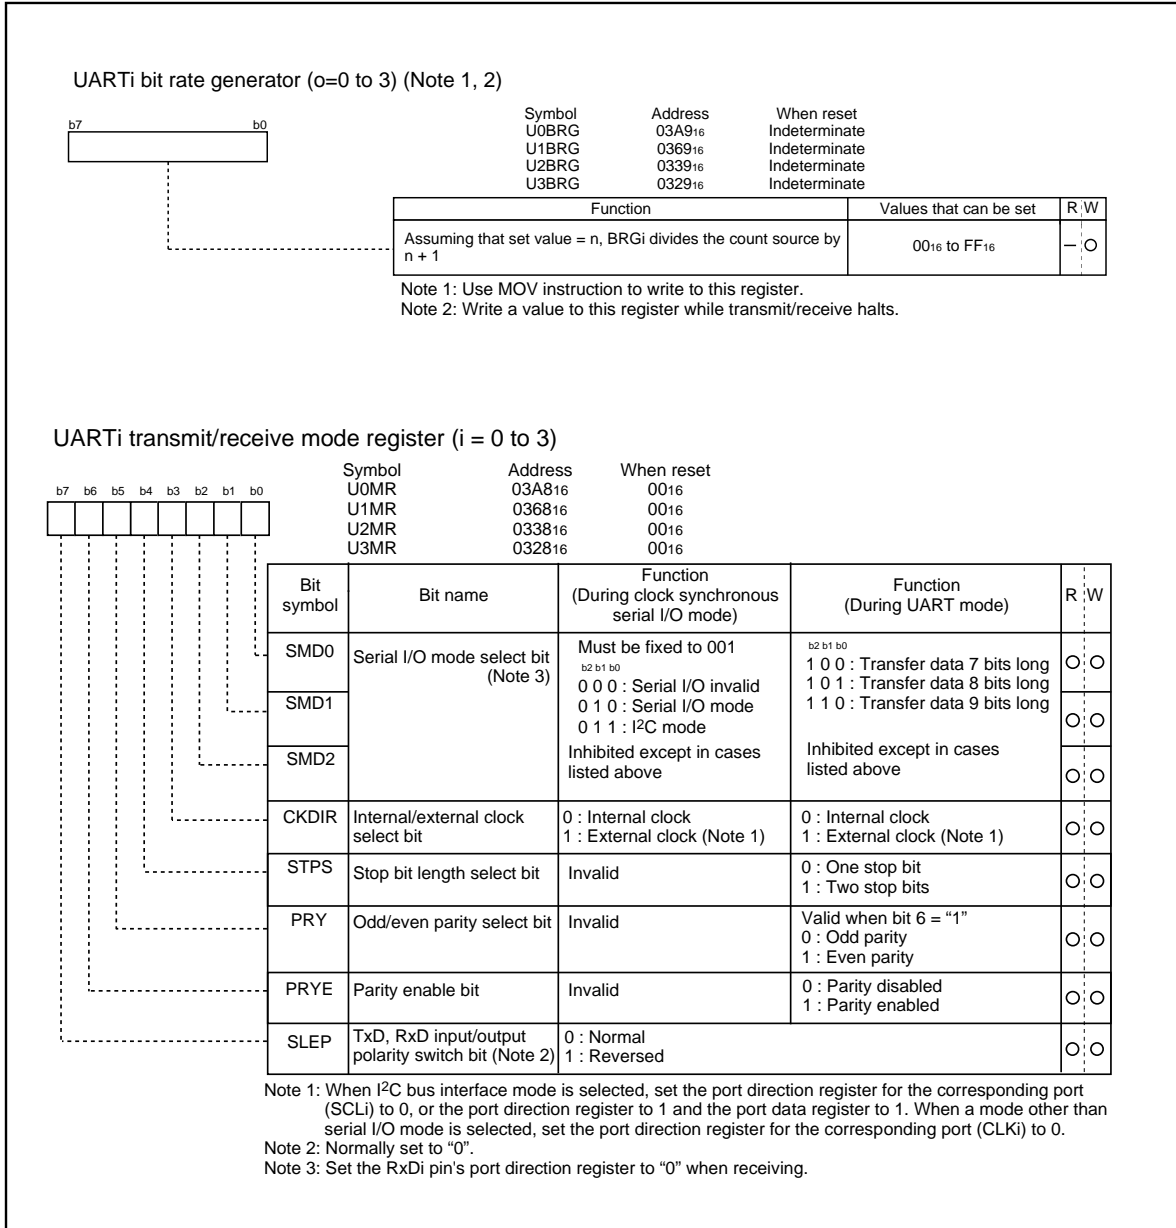 UARTi bit rate generator (o=0 to 3) (Note 1, 2)
b7 b0
Symbol Address When reset
U0BRG 03A916 Indeterminate
U1BRG 036916 Indeterminate
U2BRG 033916 Indeterminate
U3BRG 032916 Indeterminate
Function Values that can be set R W
Assuming that set value = n, BRGi divides the count source by
n + 1
0016 to FF16 – O
Note 1: Use MOV instruction to write to this register.
Note 2: Write a value to this register while transmit/receive halts.
UARTi transmit/receive mode register (i = 0 to 3)
Symbol Address When reset
b7 b6 b5 b4 b3 b2 b1 b0
U0MR 03A816 0016
U1MR 036816 0016
U2MR 033816 0016
U3MR 032816 0016
Bit
symbol
Bit name
Function
(During clock synchronous
serial I/O mode)
Function
(During UART mode)
R W
SMD0
SMD1
SMD2
Serial I/O mode select bit
(Note 3)
Must be fixed to 001
b2 b1 b0
0 0 0 : Serial I/O invalid
0 1 0 : Serial I/O mode
0 1 1 : I2C mode
Inhibited except in cases
listed above
b2 b1 b0
1 0 0 : Transfer data 7 bits long
1 0 1 : Transfer data 8 bits long
1 1 0 : Transfer data 9 bits long
Inhibited except in cases
listed above
O O
O O
O O
CKDIR
Internal/external clock
select bit
0 : Internal clock
1 : External clock (Note 1)
0 : Internal clock
1 : External clock (Note 1)
O O
STPS
Stop bit length select bit
Invalid
0 : One stop bit
1 : Two stop bits
O O
PRY
Odd/even parity select bit
Invalid
Valid when bit 6 = “1”
0 : Odd parity
1 : Even parity
O O
PRYE
Parity enable bit
Invalid
0 : Parity disabled
1 : Parity enabled
O O
SLEP
TxD, RxD input/output
polarity switch bit (Note 2)
0 : Normal
1 : Reversed
O O
Note 1: When I2C bus interface mode is selected, set the port direction register for the corresponding port
(SCLi) to 0, or the port direction register to 1 and the port data register to 1. When a mode other than
serial I/O mode is selected, set the port direction register for the corresponding port (CLKi) to 0.
Note 2: Normally set to “0”.
Note 3: Set the RxDi pin's port direction register to “0” when receiving.